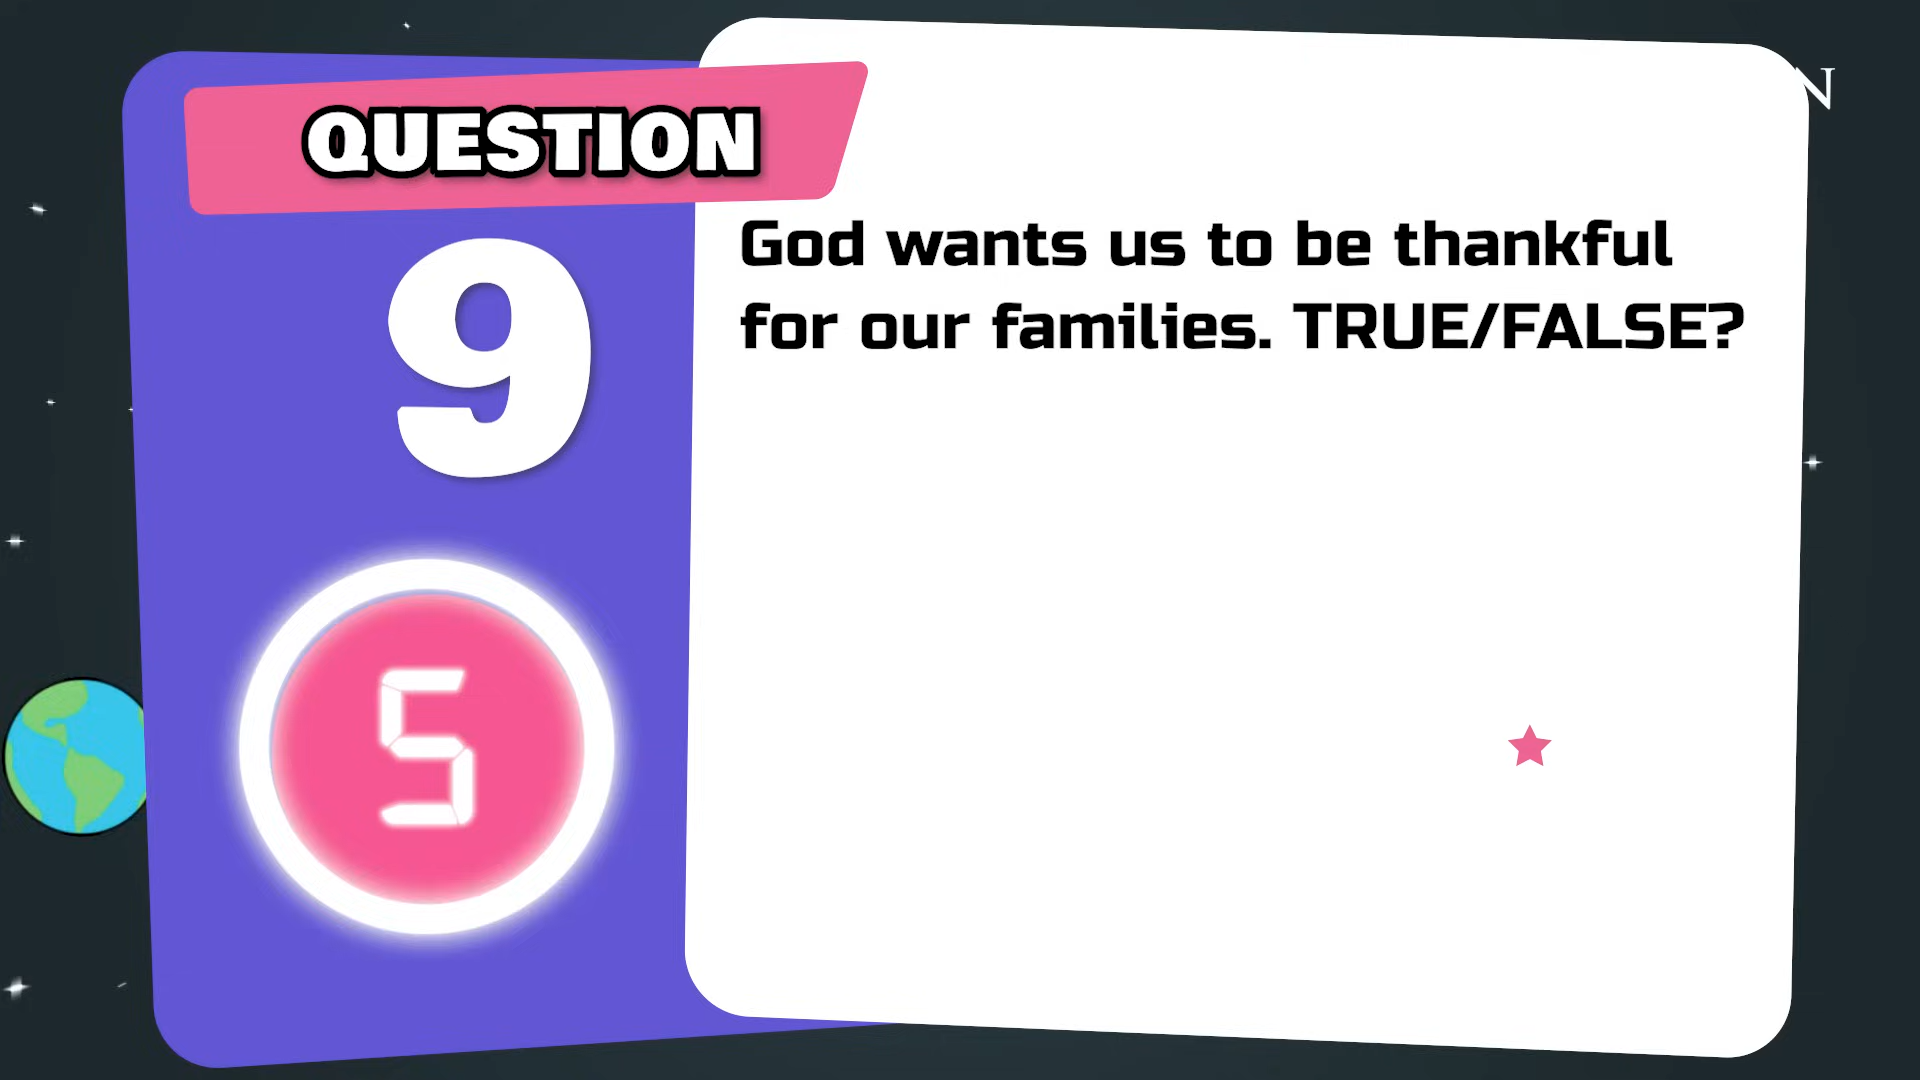 QUESTION
9
God wants us to be thankful
for our families. TRUE/FALSE?
5
N